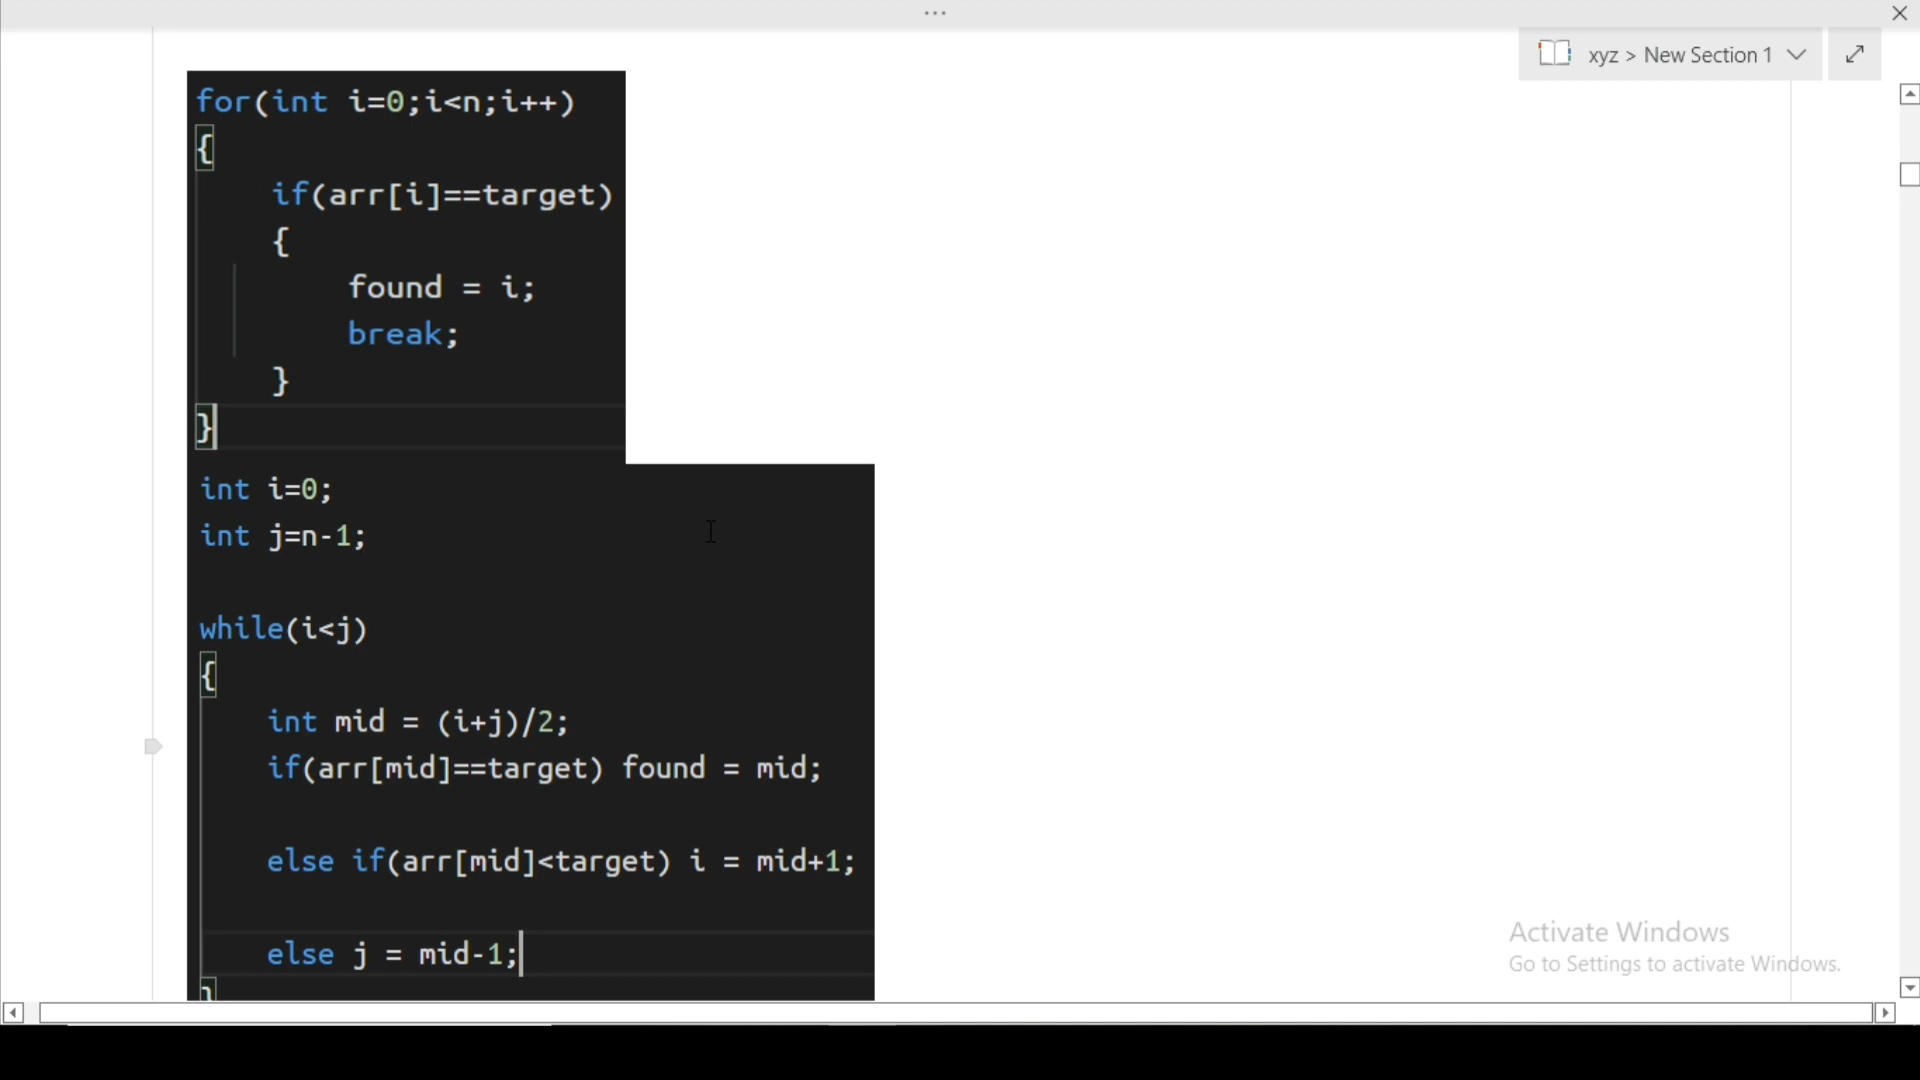 ...
xyz > New Section 1
for(int i=0;i<n;i++)
{
if(arr[i]==target)
{
found = i;
break;
}
}
int i=0;
int j=n-1;
while(i<j)
{
int mid = (i+j)/2;
if(arr[mid]==target) found = mid;
else if(arr[mid]<target) i = mid+1;
else j = mid-1;
}
Activate Windows
Go to Settings to activate Windows.